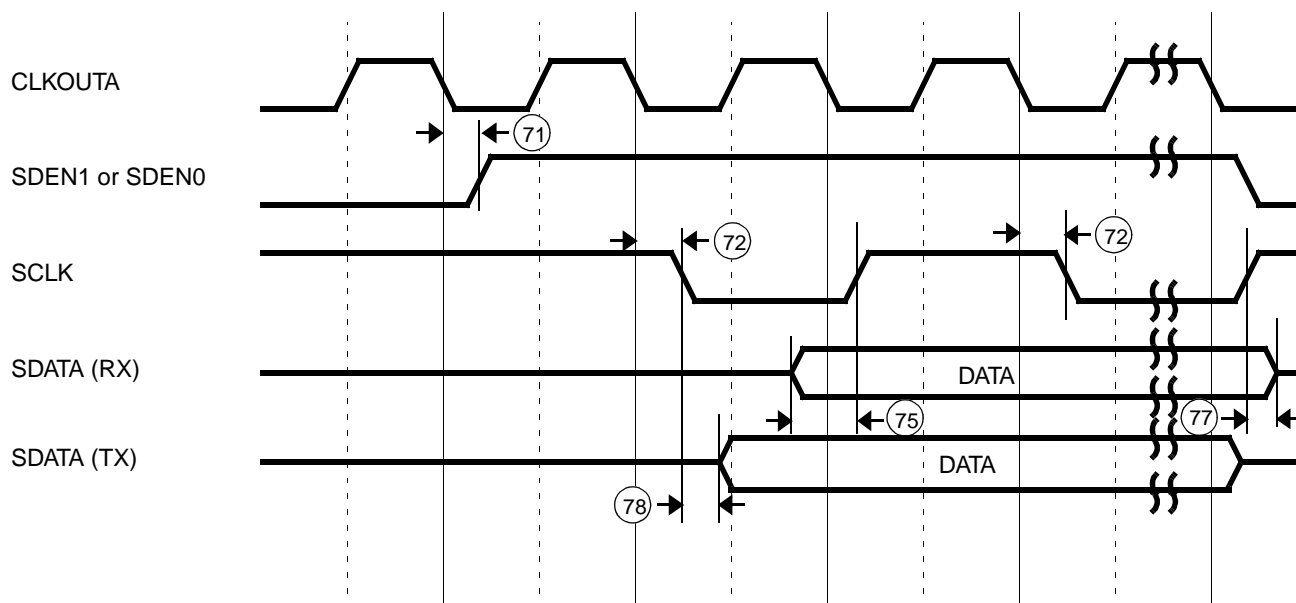 CLKOUTA
71
SDEN1 or SDEN0
72
72
SCLK
SDATA (RX)
DATA
75
77
SDATA (TX)
DATA
78